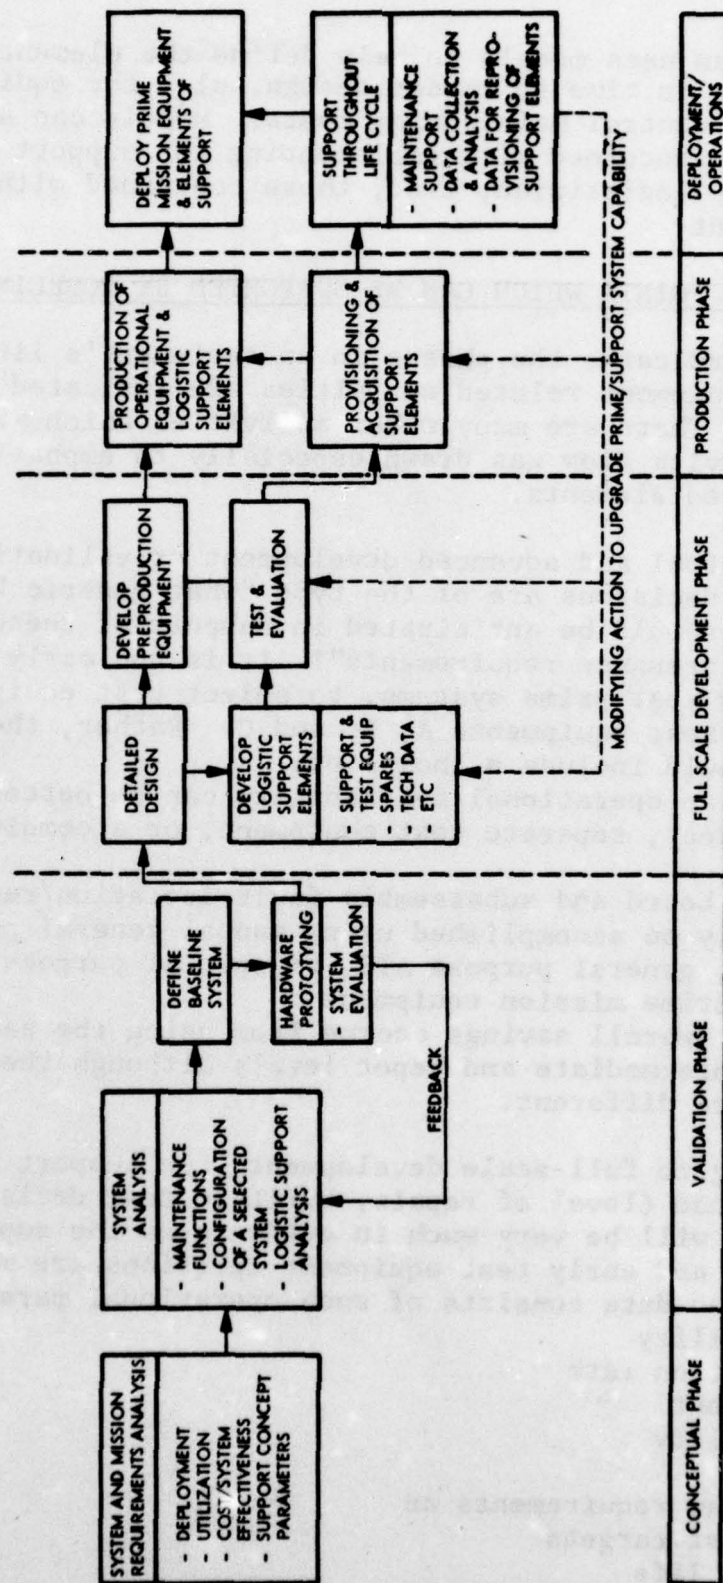 SYSTEM AND MISSION
REQUIREMENTS ANALYSIS
- DEPLOYMENT
- UTILIZATION
- COST/SYSTEM
EFFECTIVENESS
- SUPPORT CONCEPT
PARAMETERS
SYSTEM
ANALYSIS
- MAINTENANCE
FUNCTIONS
- CONFIGURATION
OF A SELECTED
SYSTEM
- LOGISTIC SUPPORT
ANALYSIS
DEFINE
BASELINE
SYSTEM
HARDWARE
PROTOTYPING
SYSTEM
EVALUATION
FEEDBACK
DETAILED
DESIGN
DEVELOP
LOGISTIC
SUPPORT
ELEMENTS
- SUPPORT &
TEST EQUIP
- SPARES
- TECH DATA
- ETC
DEVELOP
PREPRODUCTION
EQUIPMENT
TEST &
EVALUATION
PRODUCTION OF
OPERATIONAL
EQUIPMENT &
LOGISTIC
SUPPORT
ELEMENTS
PROVISIONING &
ACQUISITION OF
SUPPORT
ELEMENTS
DEPLOY PRIME
MISSION EQUIPMENT
& ELEMENTS OF
SUPPORT
SUPPORT
THROUGHOUT
LIFE CYCLE
- MAINTENANCE
SUPPORT
- DATA COLLECTION
& ANALYSIS
- DATA FOR REPRO-
VISIONING OF
SUPPORT ELEMENTS
MODIFYING ACTION TO UPGRADE PRIME/SUPPORT SYSTEM CAPABILITY
CONCEPTUAL PHASE
VALIDATION PHASE
FULL SCALE DEVELOPMENT PHASE
PRODUCTION PHASE
DEPLOYMENT/
OPERATIONS